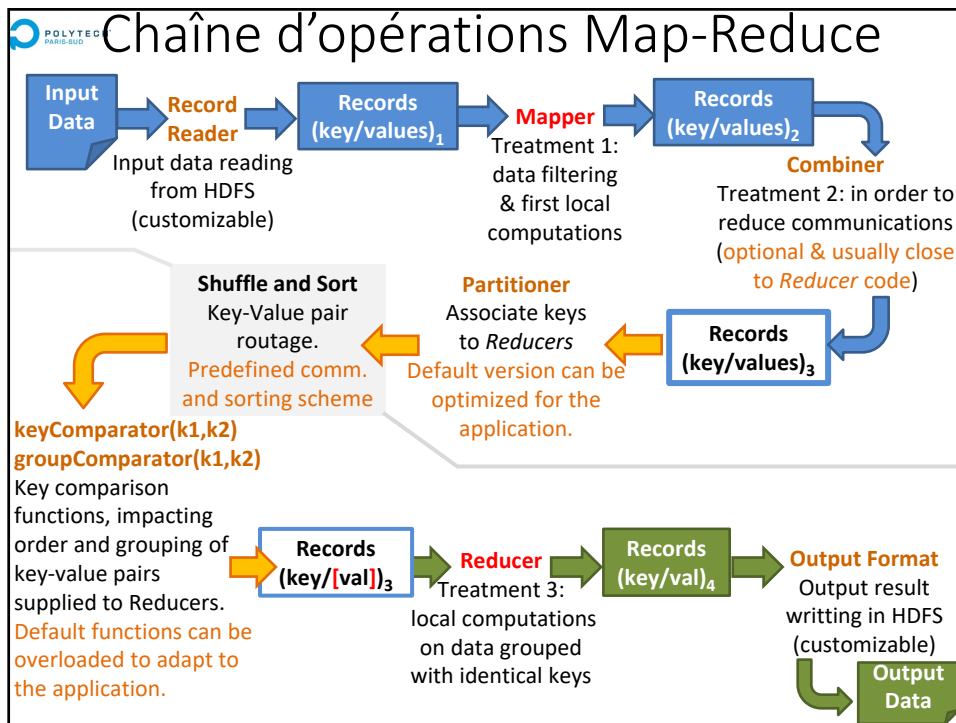 POLYTECH
PARIS-SUD
Chaîne d’opérations Map-Reduce
Input
Data
Record
Reader
Input data reading
from HDFS
(customizable)
Records
(key/values)1
Mapper
Treatment 1:
data filtering
& first local
computations
Records
(key/values)2
Combiner
Treatment 2: in order to
reduce communications
(optional & usually close
to Reducer code)
Records
(key/values)3
Partitioner
Associate keys
to Reducers
Default version can be
optimized for the
application.
Shuffle and Sort
Key-Value pair
routage.
Predefined comm.
and sorting scheme
keyComparator(k1,k2)
groupComparator(k1,k2)
Key comparison
functions, impacting
order and grouping of
key-value pairs
supplied to Reducers.
Default functions can be
overloaded to adapt to
the application.
Records
(key/[val])3
Reducer
Treatment 3:
local computations
on data grouped
with identical keys
Records
(key/val)4
Output Format
Output result
writting in HDFS
(customizable)
Output
Data